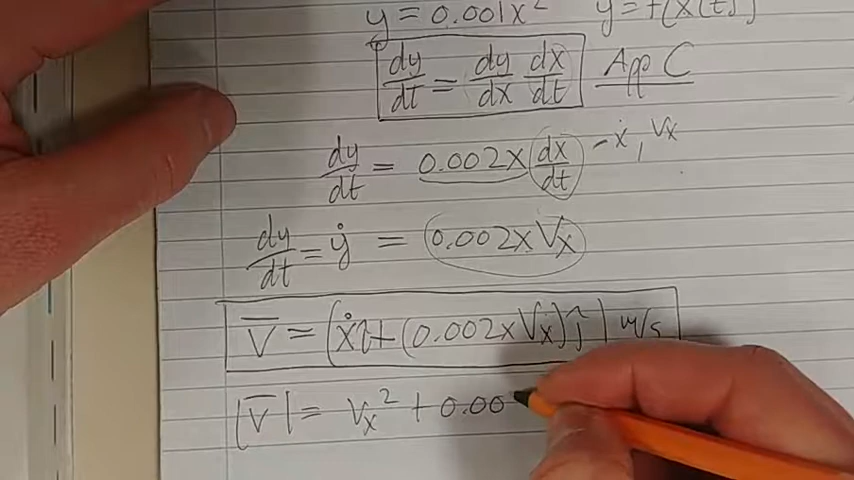 y = 0.001x² y = f(x(t))
dy/dt = dy/dx dx/dt App C
dy/dt = 0.002x dx/dt - ẋ, Vx
dy/dt = ẏ = 0.002x Vx
V̅ = (ẋî + (0.002x Vx)ĵ) m/s
|V̅| = Vx² + 0.00